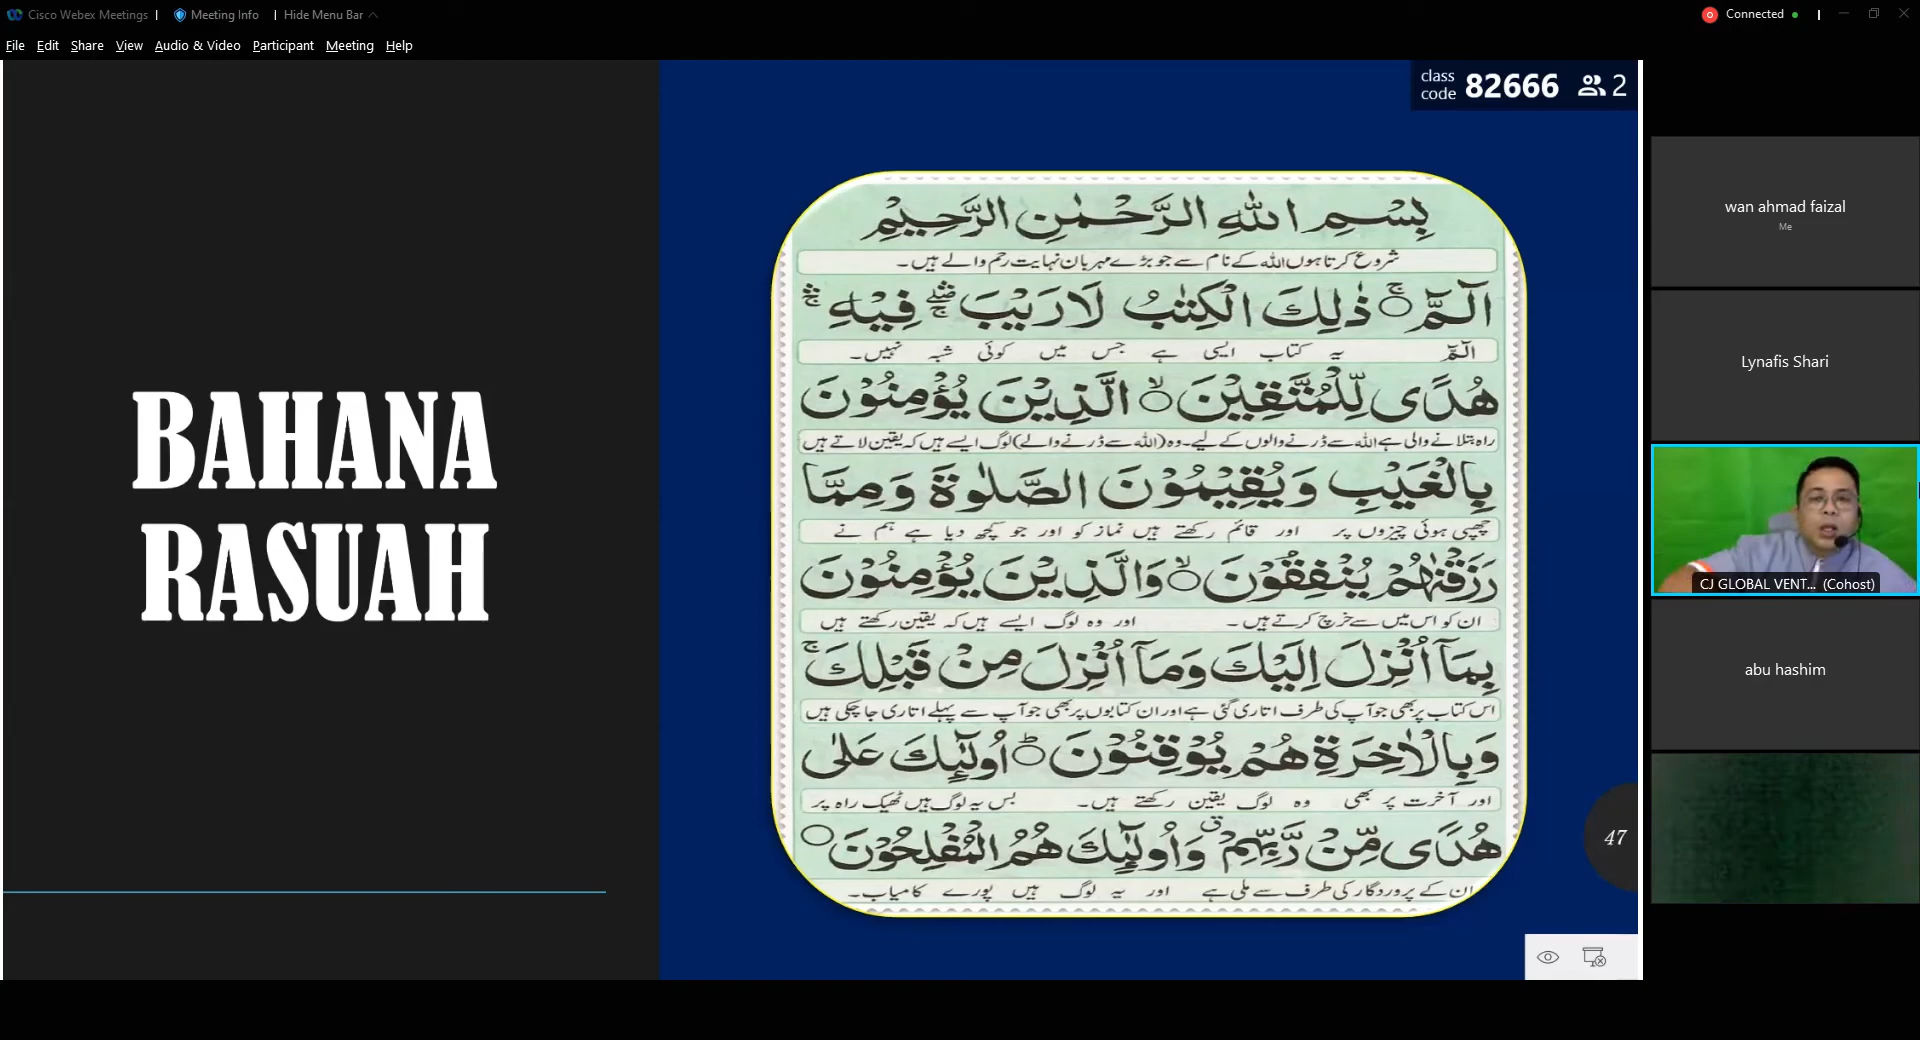 Cisco Webex Meetings | Meeting Info | Hide Menu Bar
Connected
File Edit Share View Audio & Video Participant Meeting Help
class code 82666 2
BAHANA
RASUAH
بِسْمِ اللهِ الرَّحْمٰنِ الرَّحِيْمِ
شروع کرتا ہوں اللہ کے نام سے جو بڑے مہربان نہایت رحم والے ہیں۔
الٓمّٓ ۚ ذٰلِكَ الْكِتٰبُ لَا رَيْبَ ۛۖ فِيْهِ ۛۚ
الٓمّٓ یہ کتاب ایسی ہے جس میں کوئی شبہ نہیں۔
هُدًى لِّلْمُتَّقِيْنَ ۙ الَّذِيْنَ يُؤْمِنُوْنَ
راہ بتلانے والی ہے اللہ سے ڈرنے والوں کے لیے۔ وہ (اللہ سے ڈرنے والے) لوگ ایسے ہیں کہ یقین لاتے ہیں
بِالْغَيْبِ وَيُقِيْمُوْنَ الصَّلٰوةَ وَمِمَّا
چھپی ہوئی چیزوں پر اور قائم رکھتے ہیں نماز کو اور جو کچھ دیا ہے ہم نے
رَزَقْنٰهُمْ يُنْفِقُوْنَ ۙ وَالَّذِيْنَ يُؤْمِنُوْنَ
ان کو اس میں سے خرچ کرتے ہیں۔ اور وہ لوگ ایسے ہیں کہ یقین رکھتے ہیں
بِمَآ اُنْزِلَ اِلَيْكَ وَمَآ اُنْزِلَ مِنْ قَبْلِكَ ۚ
اس کتاب پر بھی جو آپ کی طرف اتاری گئی ہے اور ان کتابوں پر بھی جو آپ سے پہلے اتاری جا چکی ہیں
وَبِالْاٰخِرَةِ هُمْ يُوْقِنُوْنَ ؕ اُولٰٓئِكَ عَلٰى
اور آخرت پر بھی وہ لوگ یقین رکھتے ہیں۔ بس یہ لوگ ہیں ٹھیک راہ پر
هُدًى مِّنْ رَّبِّهِمْ ۗ وَاُولٰٓئِكَ هُمُ الْمُفْلِحُوْنَ
ان کے پروردگار کی طرف سے ملی ہے اور یہ لوگ ہیں پورے کامیاب۔
47
wan ahmad faizal
Me
Lynafis Shari
CJ GLOBAL VENT... (Cohost)
abu hashim